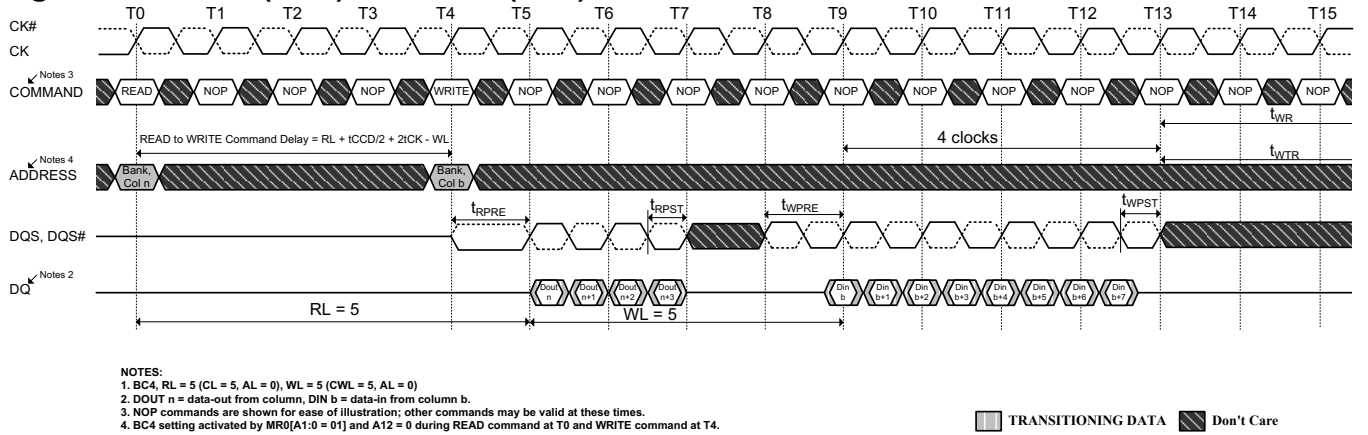 T0 T1 T2 T3 T4 T5 T6 T7 T8 T9 T10 T11 T12 T13 T14 T15
CK#
CK
Notes 3
COMMAND
READ NOP NOP NOP WRITE NOP NOP NOP NOP NOP NOP NOP NOP NOP NOP NOP
READ to WRITE Command Delay = RL + tCCD/2 + 2tCK - WL
4 clocks
tWR
tWTR
Notes 4
ADDRESS
Bank, Col n
Bank, Col b
tRPRE tRPST tWPRE tWPST
DQS, DQS#
Notes 2
DQ
Dout n Dout n+1 Dout n+2 Dout n+3 Din b Din b+1 Din b+2 Din b+3 Din b+4 Din b+5 Din b+6 Din b+7
RL = 5 WL = 5
NOTES:
1. BC4, RL = 5 (CL = 5, AL = 0), WL = 5 (CWL = 5, AL = 0)
2. DOUT n = data-out from column, DIN b = data-in from column b.
3. NOP commands are shown for ease of illustration; other commands may be valid at these times.
4. BC4 setting activated by MR0[A1:0 = 01] and A12 = 0 during READ command at T0 and WRITE command at T4.
TRANSITIONING DATA Don't Care